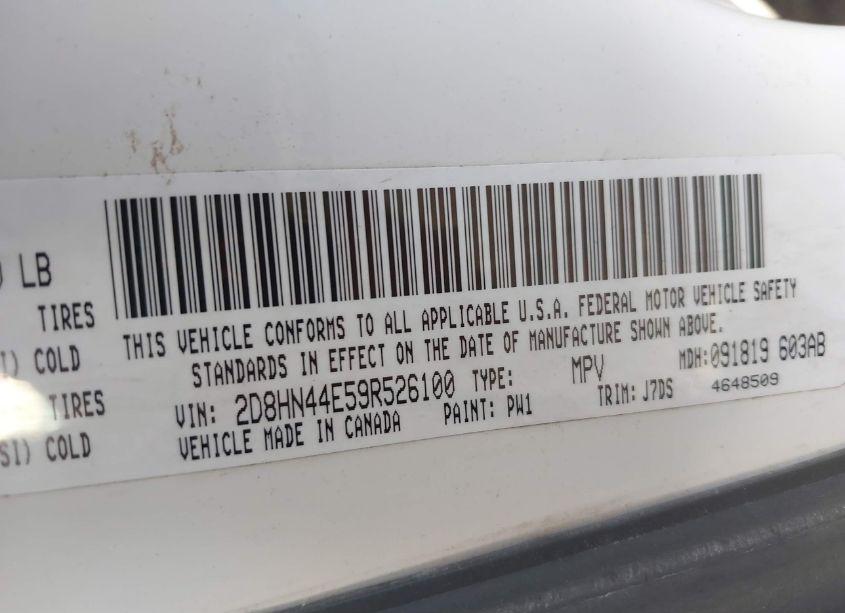 LB
TIRES
COLD
TIRES
SI) COLD
THIS VEHICLE CONFORMS TO ALL APPLICABLE U.S.A. FEDERAL MOTOR VEHICLE SAFETY
STANDARDS IN EFFECT ON THE DATE OF MANUFACTURE SHOWN ABOVE.
VIN: 2D8HN44E59R526100 TYPE: MPV MDH: 091819 603AB
VEHICLE MADE IN CANADA PAINT: PW1 TRIM: J7DS 4648509